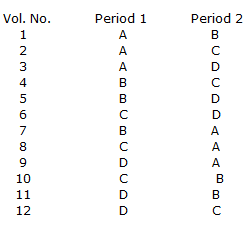 Vol. No. Period 1 Period 2
1 A B
2 A C
3 A D
4 B C
5 B D
6 C D
7 B A
8 C A
9 D A
10 C B
11 D B
12 D C